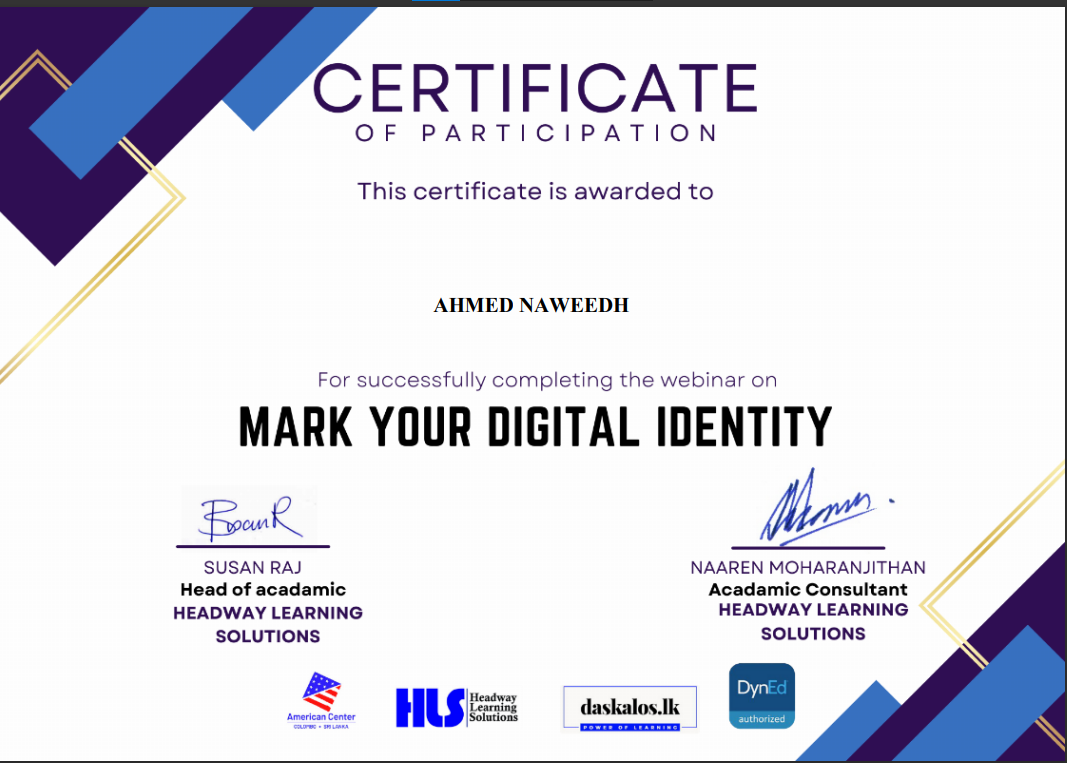 CERTIFICATE
OF PARTICIPATION
This certificate is awarded to
AHMED NAWEEDH
For successfully completing the webinar on
MARK YOUR DIGITAL IDENTITY
SUSAN RAJ
Head of acadamic
HEADWAY LEARNING
SOLUTIONS
NAAREN MOHARANJITHAN
Acadamic Consultant
HEADWAY LEARNING
SOLUTIONS
American Center
COLOMBO • SRI LANKA
HLS
Headway
Learning
Solutions
daskalos.lk
POWER OF LEARNING
DynEd
authorized